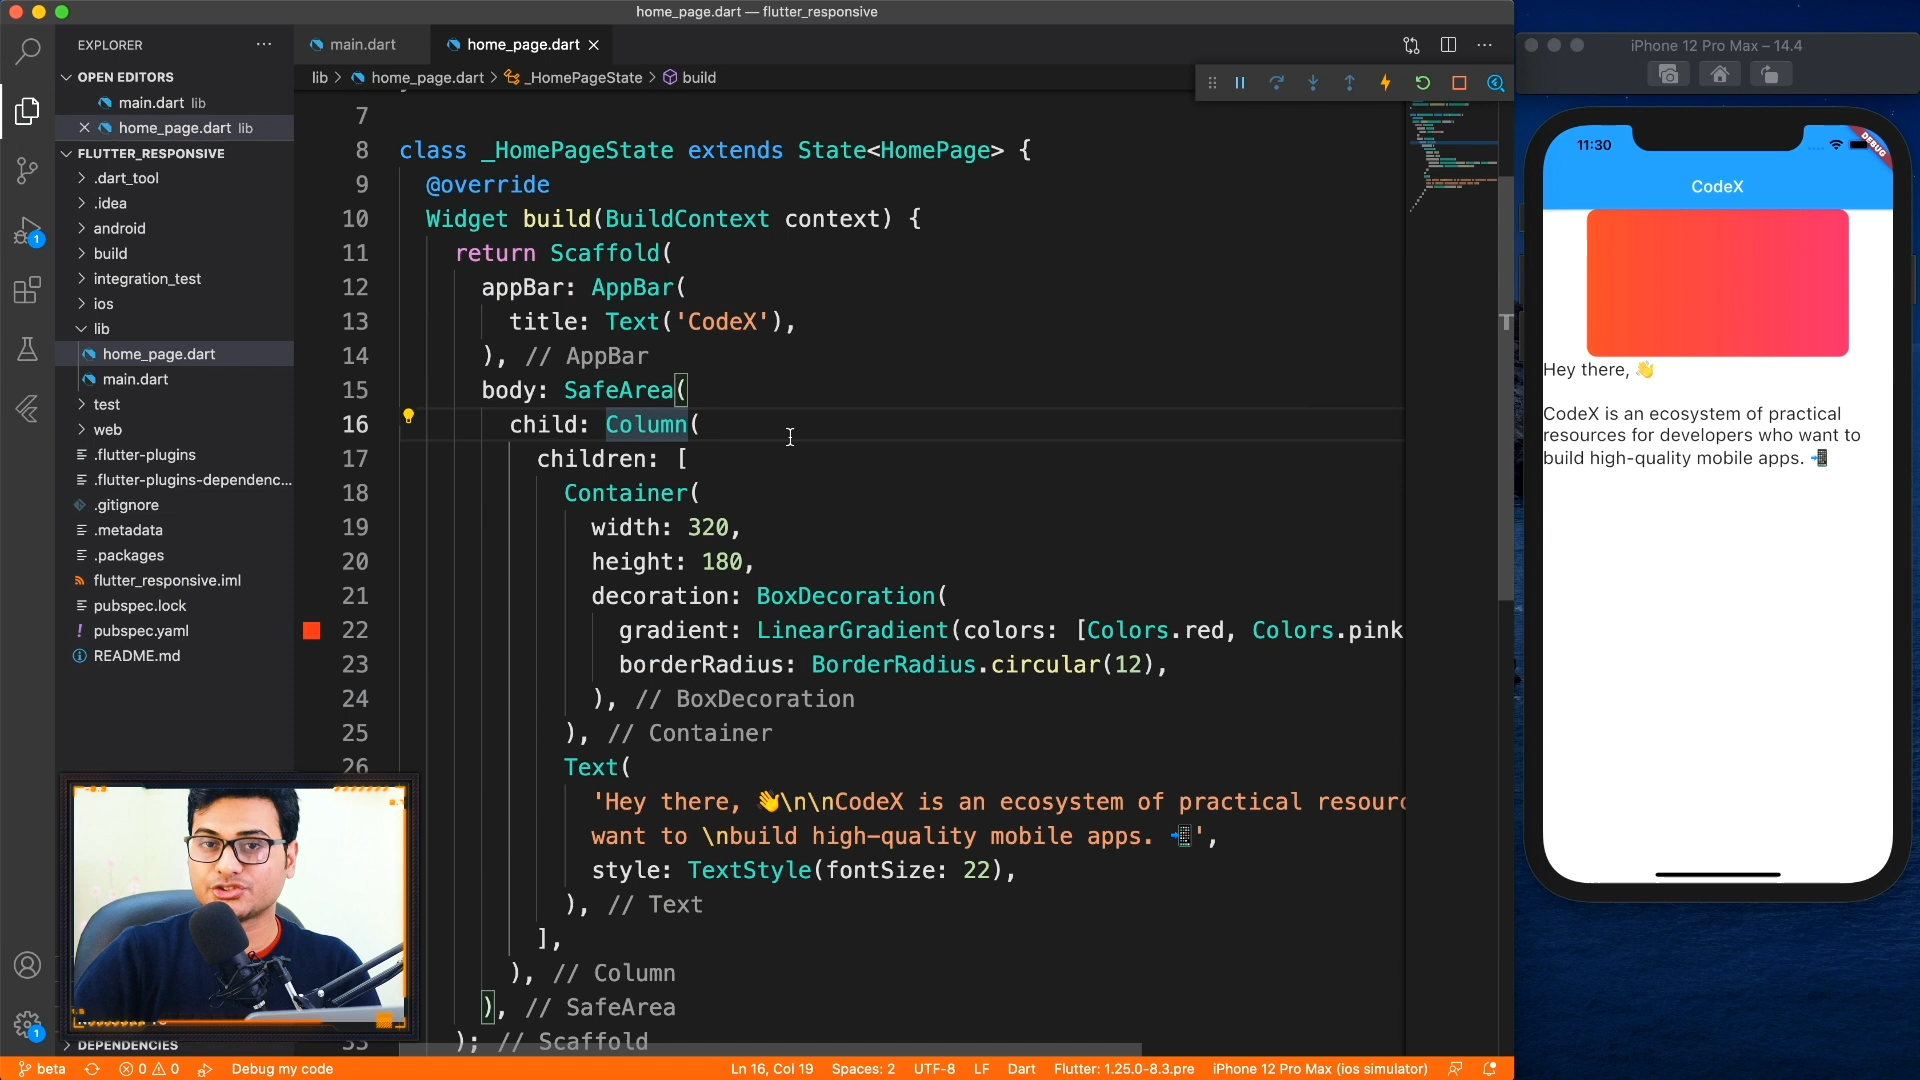 home_page.dart — flutter_responsive
EXPLORER
OPEN EDITORS
main.dart lib
home_page.dart lib
FLUTTER_RESPONSIVE
.dart_tool
.idea
android
build
integration_test
ios
lib
home_page.dart
main.dart
test
web
.flutter-plugins
.flutter-plugins-dependenc...
.gitignore
.metadata
.packages
flutter_responsive.iml
pubspec.lock
pubspec.yaml
README.md
DEPENDENCIES
main.dart
home_page.dart
lib > home_page.dart > _HomePageState > build
7
8 class _HomePageState extends State<HomePage> {
9 @override
10 Widget build(BuildContext context) {
11 return Scaffold(
12 appBar: AppBar(
13 title: Text('CodeX'),
14 ), // AppBar
15 body: SafeArea(
16 child: Column(
17 children: [
18 Container(
19 width: 320,
20 height: 180,
21 decoration: BoxDecoration(
22 gradient: LinearGradient(colors: [Colors.red, Colors.pink
23 borderRadius: BorderRadius.circular(12),
24 ), // BoxDecoration
25 ), // Container
26 Text(
'Hey there, 👋\n\nCodeX is an ecosystem of practical resourc
want to \nbuild high-quality mobile apps. 📲',
style: TextStyle(fontSize: 22),
), // Text
],
), // Column
), // SafeArea
33 ); // Scaffold
1
1
beta
0 0
Debug my code
Ln 16, Col 19
Spaces: 2
UTF-8
LF
Dart
Flutter: 1.25.0-8.3.pre
iPhone 12 Pro Max (ios simulator)
iPhone 12 Pro Max – 14.4
11:30
DEBUG
CodeX
Hey there, 👋
CodeX is an ecosystem of practical
resources for developers who want to
build high-quality mobile apps. 📲